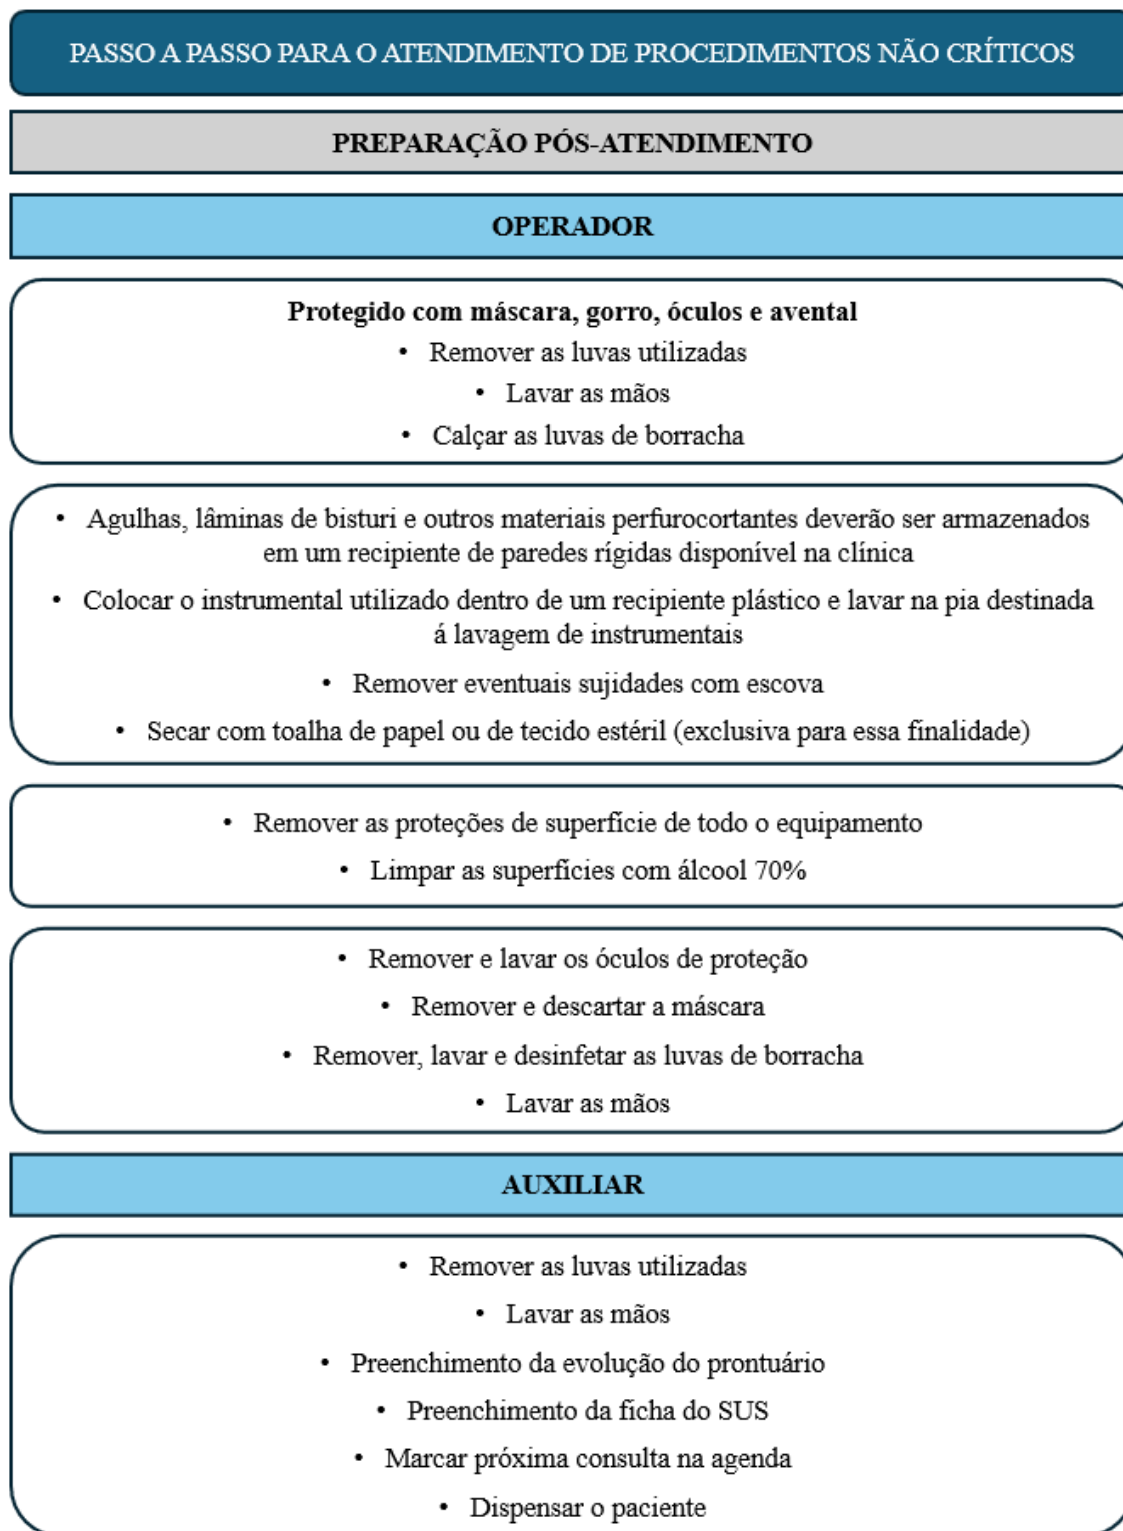 PASSO A PASSO PARA O ATENDIMENTO DE PROCEDIMENTOS NÃO CRÍTICOS
PREPARAÇÃO PÓS-ATENDIMENTO
OPERADOR
Protegido com máscara, gorro, óculos e avental
• Remover as luvas utilizadas
• Lavar as mãos
• Calçar as luvas de borracha
• Agulhas, lâminas de bisturi e outros materiais perfurocortantes deverão ser armazenados
em um recipiente de paredes rígidas disponível na clínica
• Colocar o instrumental utilizado dentro de um recipiente plástico e lavar na pia destinada
á lavagem de instrumentais
• Remover eventuais sujidades com escova
• Secar com toalha de papel ou de tecido estéril (exclusiva para essa finalidade)
• Remover as proteções de superfície de todo o equipamento
• Limpar as superfícies com álcool 70%
• Remover e lavar os óculos de proteção
• Remover e descartar a máscara
• Remover, lavar e desinfetar as luvas de borracha
• Lavar as mãos
AUXILIAR
• Remover as luvas utilizadas
• Lavar as mãos
• Preenchimento da evolução do prontuário
• Preenchimento da ficha do SUS
• Marcar próxima consulta na agenda
• Dispensar o paciente